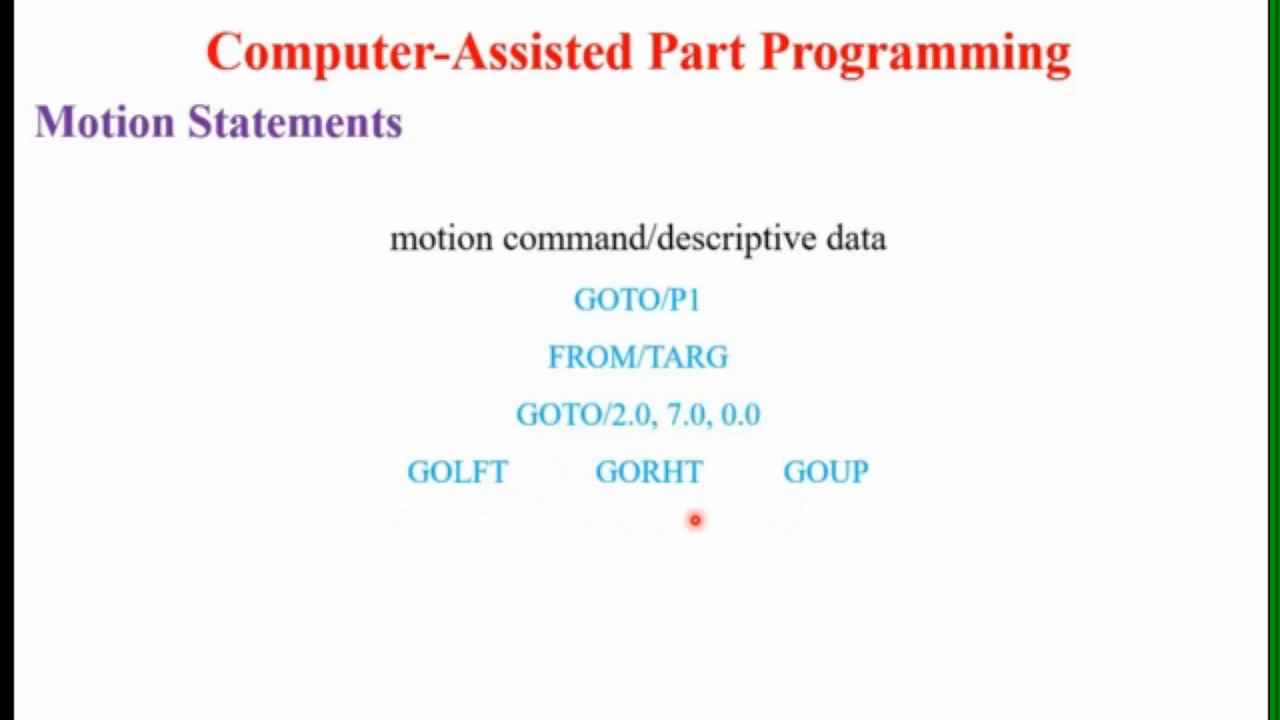 Computer-Assisted Part Programming
Motion Statements
motion command/descriptive data
GOTO/P1
FROM/TARG
GOTO/2.0, 7.0, 0.0
GOLFT GORHT GOUP